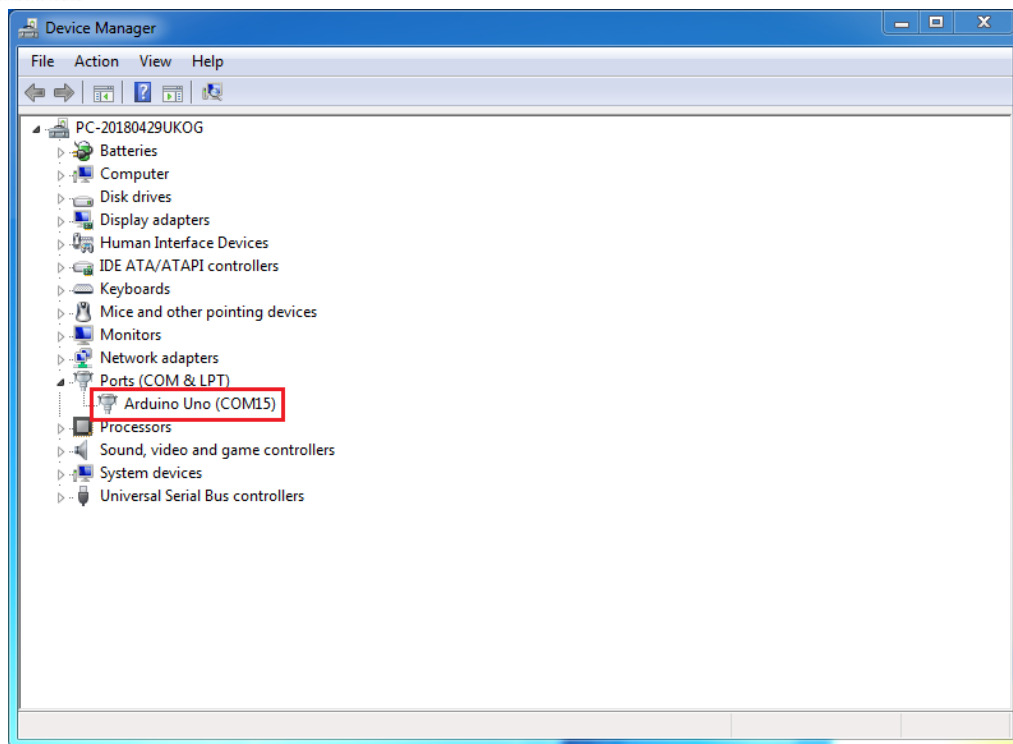 Device Manager
File Action View Help
PC-20180429UKOG
Batteries
Computer
Disk drives
Display adapters
Human Interface Devices
IDE ATA/ATAPI controllers
Keyboards
Mice and other pointing devices
Monitors
Network adapters
Ports (COM & LPT)
Arduino Uno (COM15)
Processors
Sound, video and game controllers
System devices
Universal Serial Bus controllers